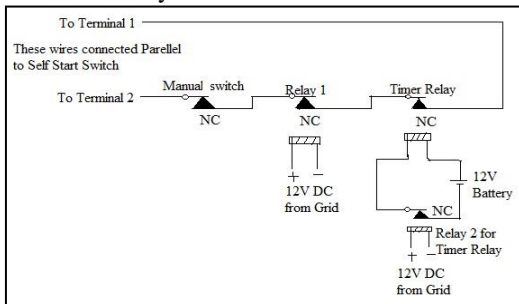 To Terminal 1
These wires connected Parellel
to Self Start Switch
Manual switch
Relay 1
Timer Relay
To Terminal 2
NC
NC
NC
+ –
12V DC
from Grid
12V
Battery
NC
Relay 2 for
Timer Relay
+ –
12V DC
from Grid